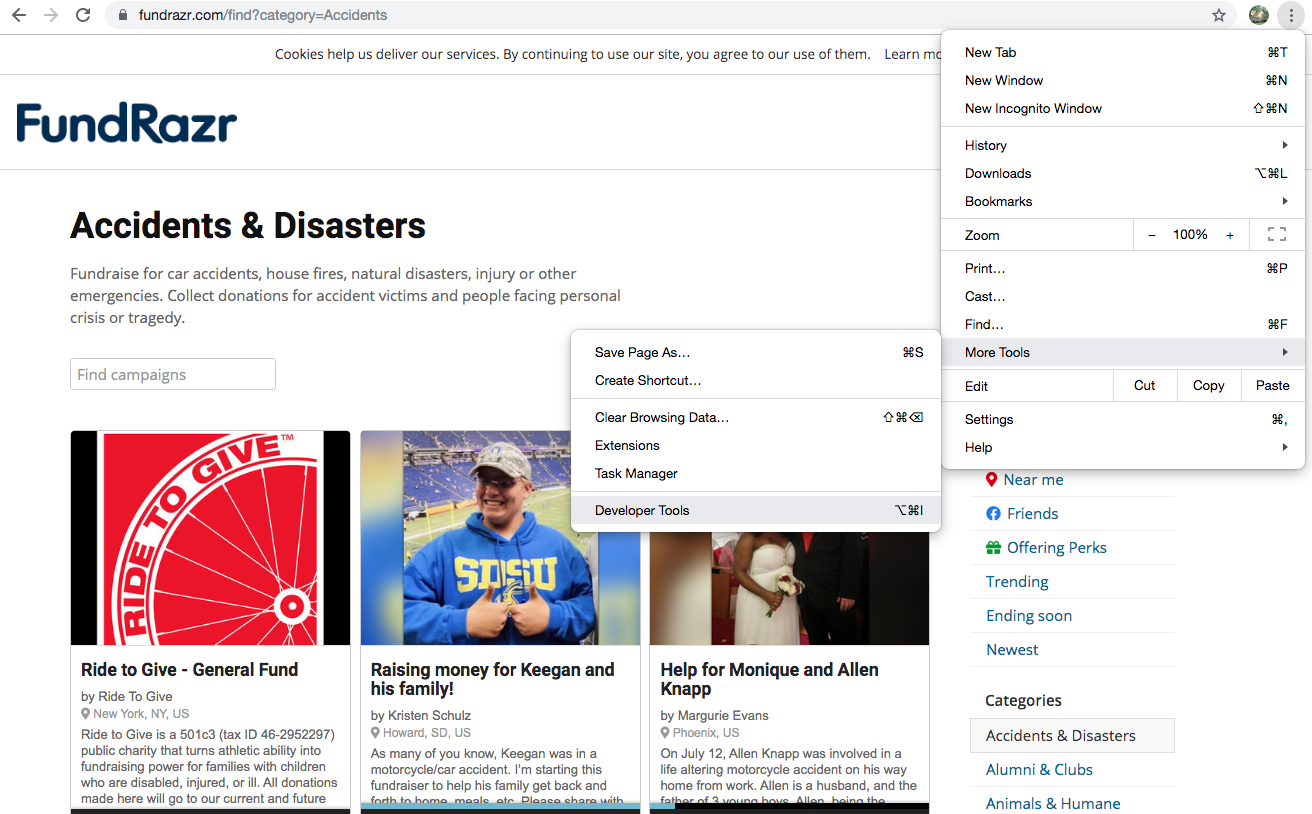 fundrazr.com/find?category=Accidents
Cookies help us deliver our services. By continuing to use our site, you agree to our use of them. Learn mo
FundRazr
Accidents & Disasters
Fundraise for car accidents, house fires, natural disasters, injury or other
emergencies. Collect donations for accident victims and people facing personal
crisis or tragedy.
Find campaigns
New Tab ⌘T
New Window ⌘N
New Incognito Window ⇧⌘N
History
Downloads ⌥⌘L
Bookmarks
Zoom − 100% +
Print… ⌘P
Cast…
Find… ⌘F
More Tools
Edit Cut Copy Paste
Settings ⌘,
Help
Save Page As… ⌘S
Create Shortcut…
Clear Browsing Data… ⇧⌘⌫
Extensions
Task Manager
Developer Tools ⌥⌘I
RIDE TO GIVE™
Ride to Give - General Fund
by Ride To Give
New York, NY, US
Ride to Give is a 501c3 (tax ID 46-2952297)
public charity that turns athletic ability into
fundraising power for families with children
who are disabled, injured, or ill. All donations
made here will go to our current and future
SDSU
Raising money for Keegan and
his family!
by Kristen Schulz
Howard, SD, US
As many of you know, Keegan was in a
motorcycle/car accident. I'm starting this
fundraiser to help his family get back and
forth to home, meals, etc. Please share with
Help for Monique and Allen
Knapp
by Margurie Evans
Phoenix, US
On July 12, Allen Knapp was involved in a
life altering motorcycle accident on his way
home from work. Allen is a husband, and the
father of 3 young boys. Allen, being the
Near me
Friends
Offering Perks
Trending
Ending soon
Newest
Categories
Accidents & Disasters
Alumni & Clubs
Animals & Humane